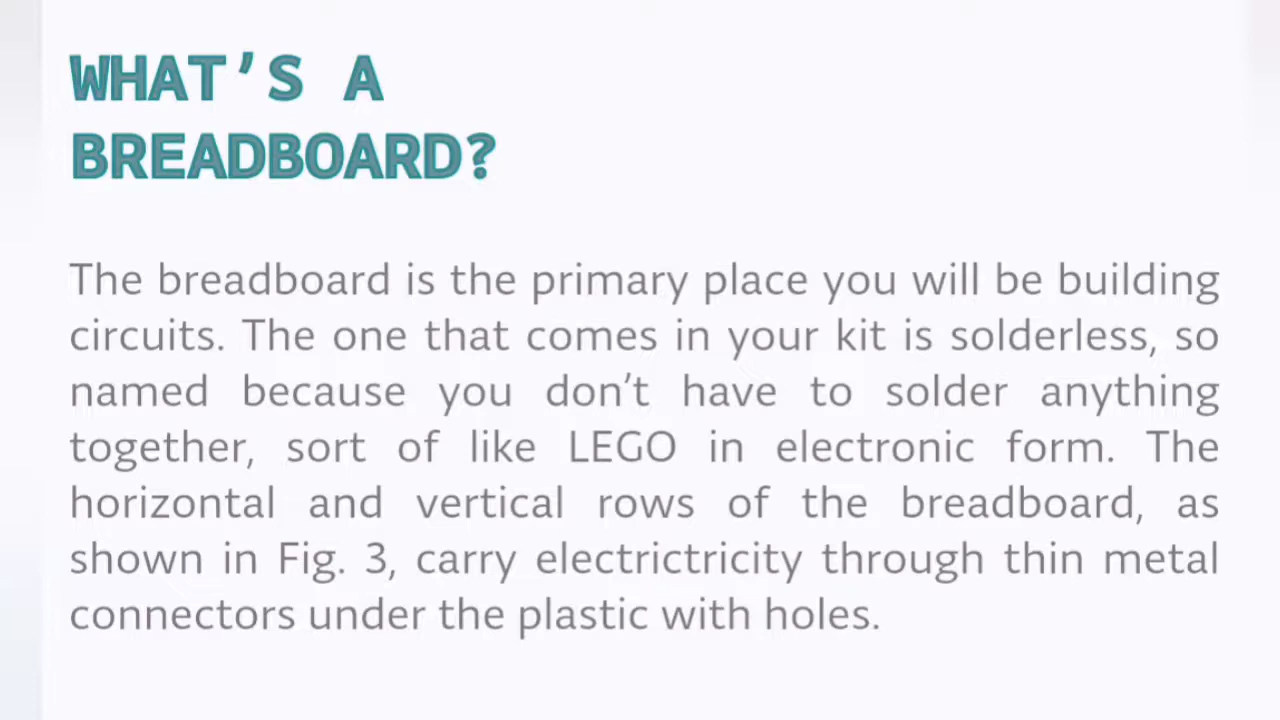 WHAT’S A
BREADBOARD?
The breadboard is the primary place you will be building
circuits. The one that comes in your kit is solderless, so
named because you don’t have to solder anything
together, sort of like LEGO in electronic form. The
horizontal and vertical rows of the breadboard, as
shown in Fig. 3, carry electrictricity through thin metal
connectors under the plastic with holes.